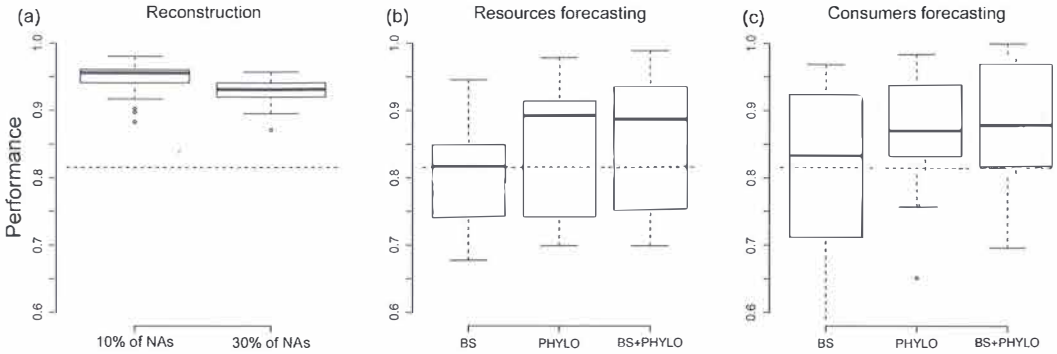 (a) Reconstruction
(b) Resources forecasting
(c) Consumers forecasting
Performance
1.0
0.9
0.8
0.7
0.6
10% of NAs
30% of NAs
1.0
0.9
0.8
0.7
0.6
BS
PHYLO
BS+PHYLO
1.0
0.9
0.8
0.7
0.6
BS
PHYLO
BS+PHYLO